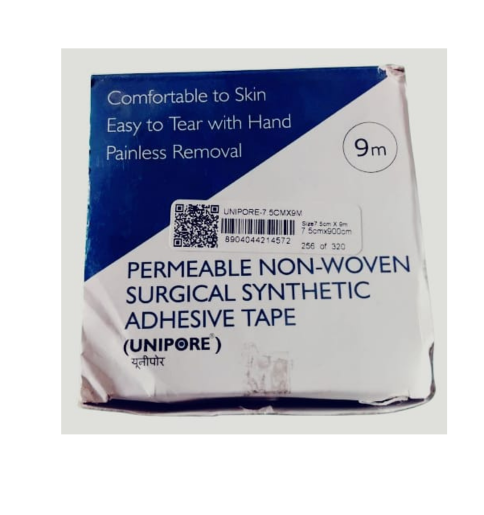 Comfortable to Skin
Easy to Tear with Hand
Painless Removal
9m
UNIPORE-7.5CMX9M
8904044214572
Size7.5cm X 9m
7.5cmx900cm
256 of 320
PERMEABLE NON-WOVEN
SURGICAL SYNTHETIC
ADHESIVE TAPE
(UNIPORE®)
यूनीपोर